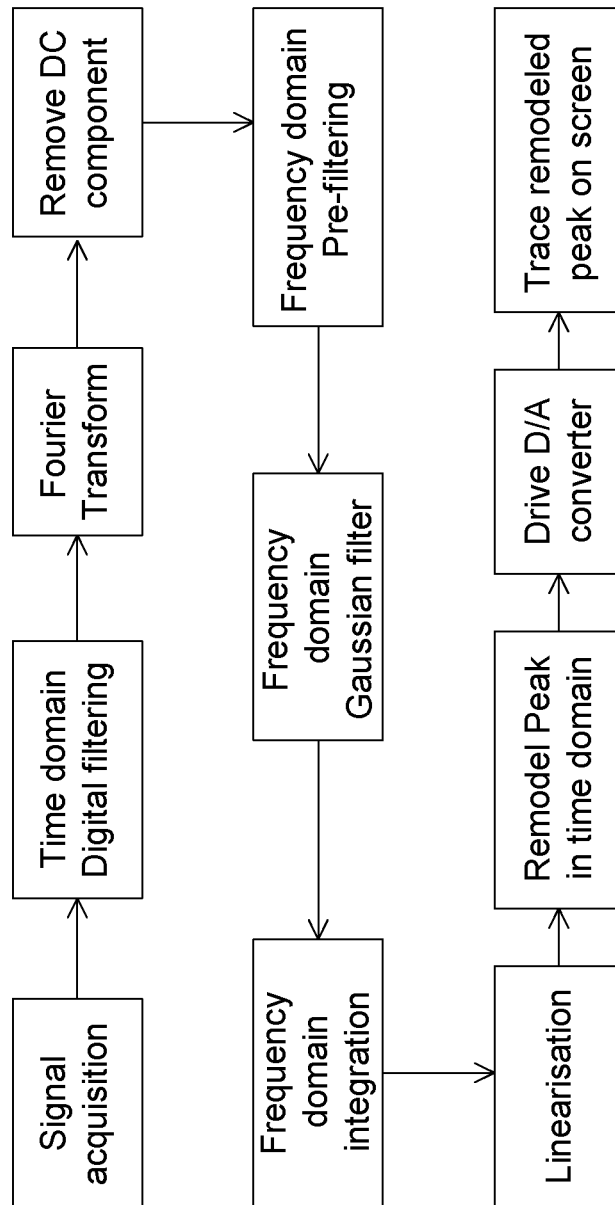 Signal
acquisition
Time domain
Digital filtering
Fourier
Transform
Remove DC
component
Frequency domain
Pre-filtering
Frequency
domain
Gaussian filter
Frequency
domain
integration
Linearisation
Remodel Peak
in time domain
Drive D/A
converter
Trace remodeled
peak on screen